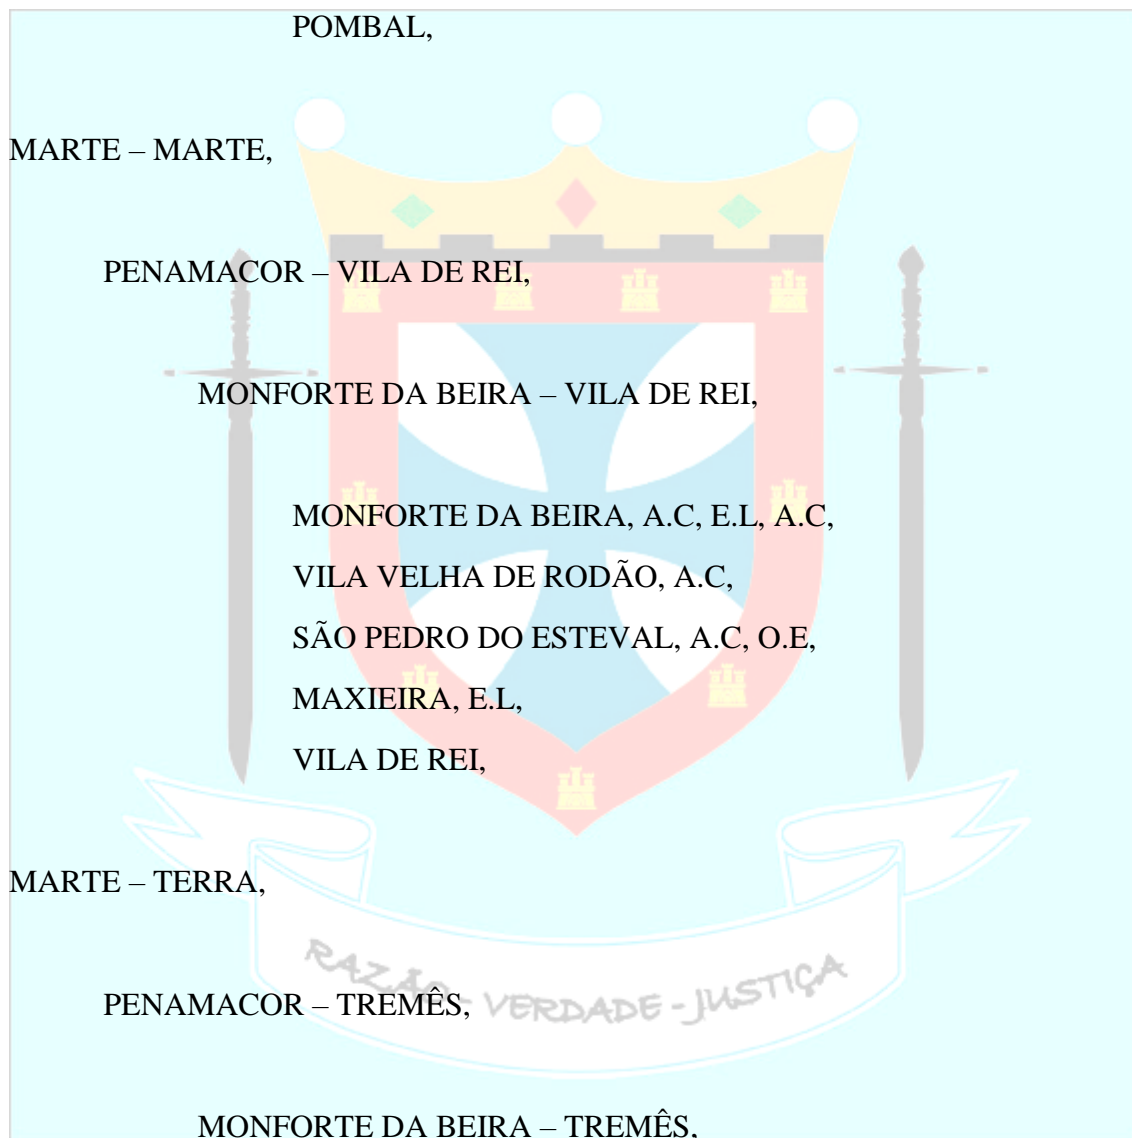 POMBAL,
MARTE – MARTE,
PENAMACOR – VILA DE REI,
MONFORTE DA BEIRA – VILA DE REI,
MONFORTE DA BEIRA, A.C, E.L, A.C,
VILA VELHA DE RODÃO, A.C,
SÃO PEDRO DO ESTEVAL, A.C, O.E,
MAXIEIRA, E.L,
VILA DE REI,
MARTE – TERRA,
RAZÃO - VERDADE - JUSTIÇA
PENAMACOR – TREMÊS,
MONFORTE DA BEIRA – TREMÊS,